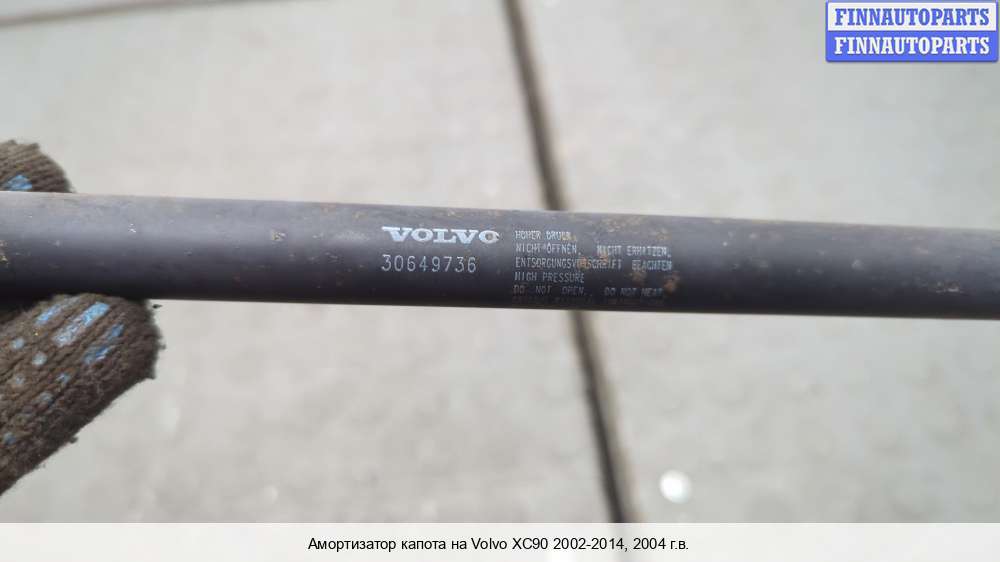 FINNAUTOPARTS
FINNAUTOPARTS
VOLVO
30649736
HOHER DRUCK
NICHT ÖFFNEN. NICHT ERHITZEN.
ENTSORGUNGSVORSCHRIFT BEACHTEN
HIGH PRESSURE
DO NOT OPEN. DO NOT HEAT.
Амортизатор капота на Volvo XC90 2002-2014, 2004 г.в.